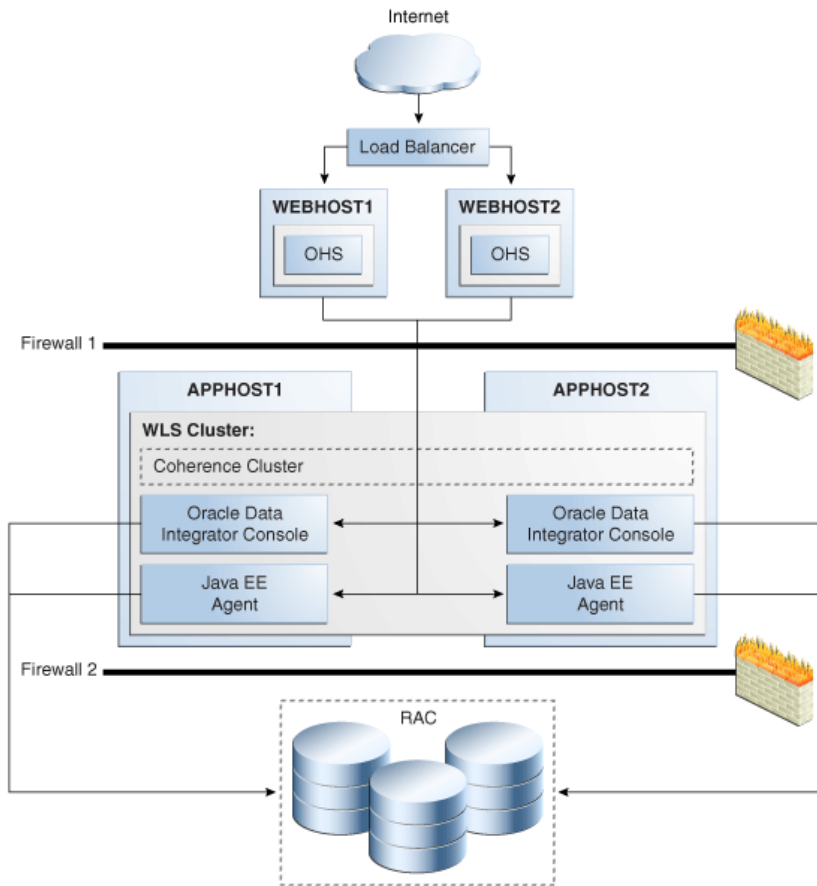 Internet
Load Balancer
WEBHOST1
WEBHOST2
OHS
OHS
Firewall 1
APPHOST1
APPHOST2
WLS Cluster:
Coherence Cluster
Oracle Data
Integrator Console
Oracle Data
Integrator Console
Java EE
Agent
Java EE
Agent
Firewall 2
RAC